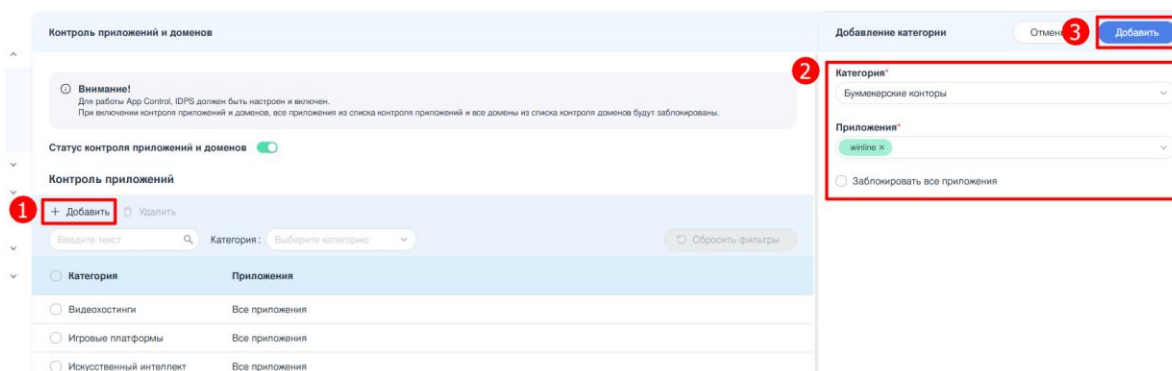 Контроль приложений и доменов
Внимание!
Для работы App Control, IDPS должен быть настроен и включен.
При включении контроля приложений и доменов, все приложения из списка контроля приложений и все домены из списка контроля доменов будут заблокированы.
Статус контроля приложений и доменов
Контроль приложений
1
+ Добавить Удалить
Введите текст Категория: Выберите категорию Сбросить фильтры
Категория Приложения
Видеохостинги Все приложения
Игровые платформы Все приложения
Искусственный интеллект Все приложения
Добавление категории 3 Добавить
2
Категория*
Букмекерские конторы
Приложения*
winline ×
Заблокировать все приложения